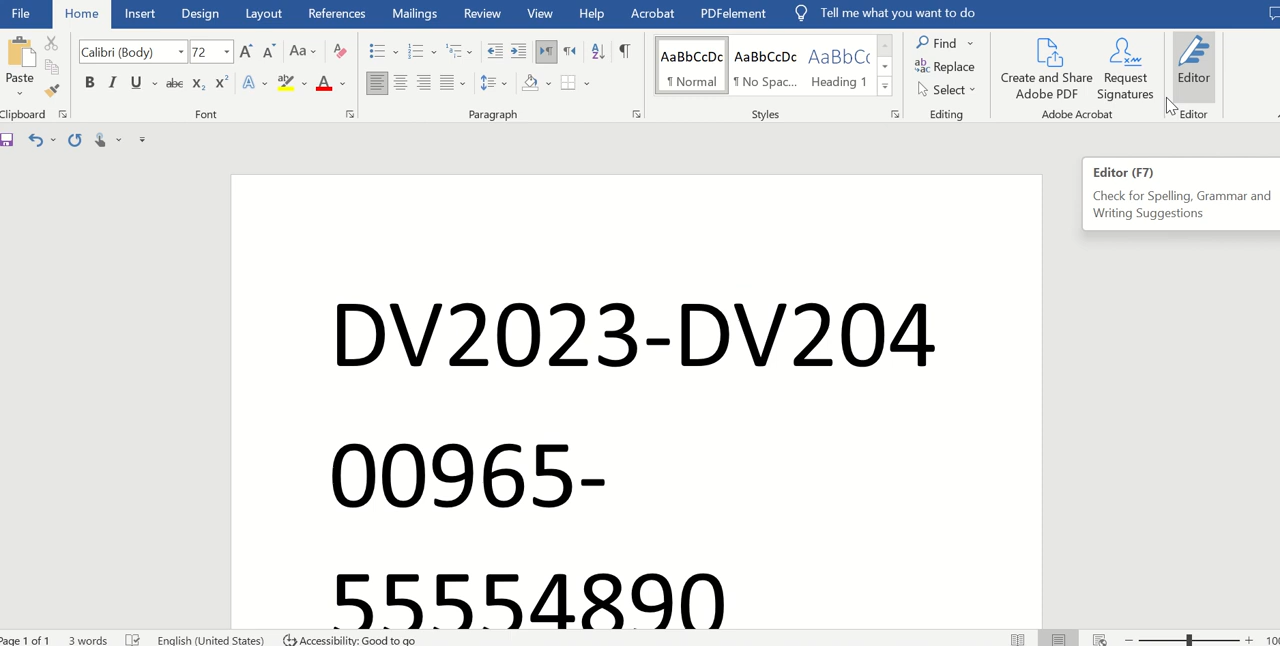 File Home Insert Design Layout References Mailings Review View Help Acrobat PDFelement Tell me what you want to do
Calibri (Body) 72 Aa
AaBbCcDc AaBbCcDc AaBbCc
¶ Normal ¶ No Spac... Heading 1
Find
Replace
Select
Paste
Create and Share Adobe PDF
Request Signatures
Editor
Clipboard Font Paragraph Styles Editing Adobe Acrobat Editor
Editor (F7)
Check for Spelling, Grammar and
Writing Suggestions
DV2023-DV204
00965-
55554890
Page 1 of 1 3 words English (United States) Accessibility: Good to go 100